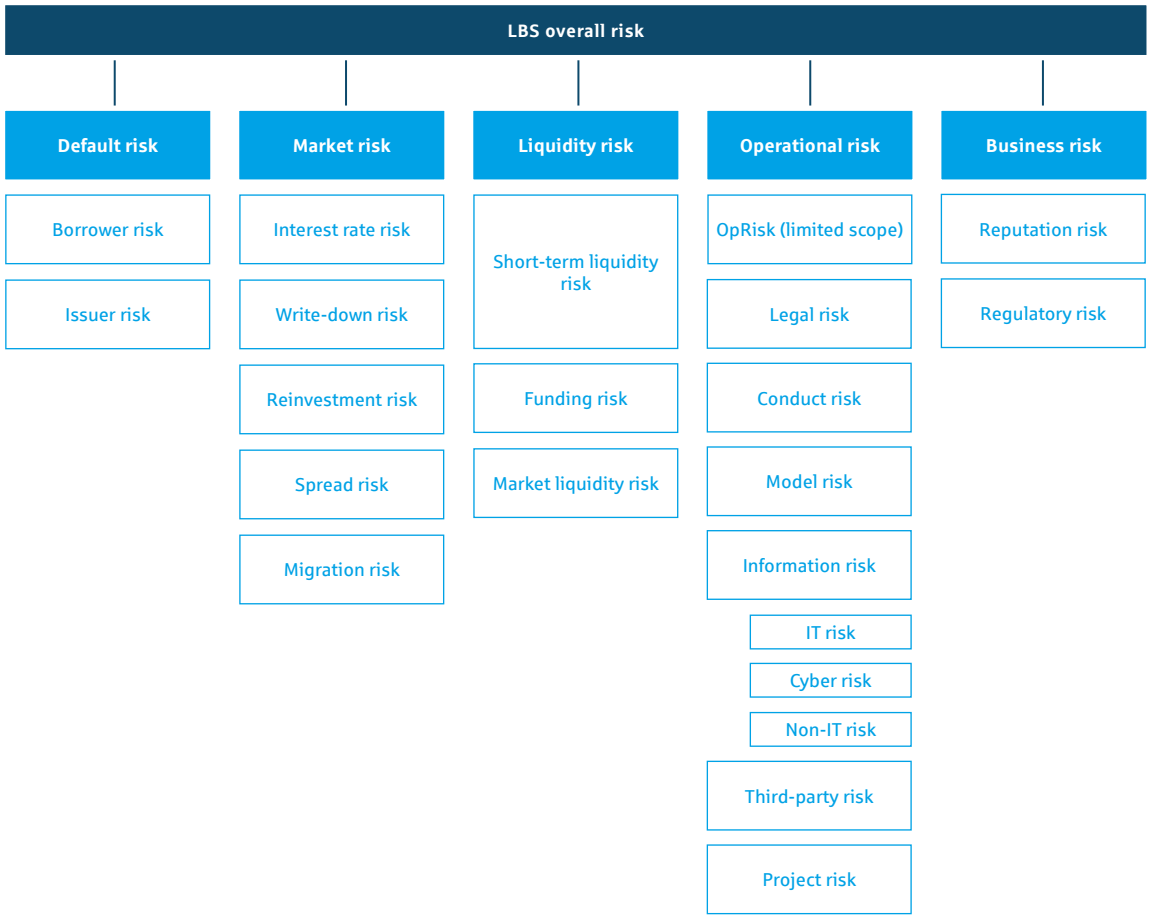 LBS overall risk
Default risk
Borrower risk
Issuer risk
Market risk
Interest rate risk
Write-down risk
Reinvestment risk
Spread risk
Migration risk
Liquidity risk
Short-term liquidity
risk
Funding risk
Market liquidity risk
Operational risk
OpRisk (limited scope)
Legal risk
Conduct risk
Model risk
Information risk
IT risk
Cyber risk
Non-IT risk
Third-party risk
Project risk
Business risk
Reputation risk
Regulatory risk